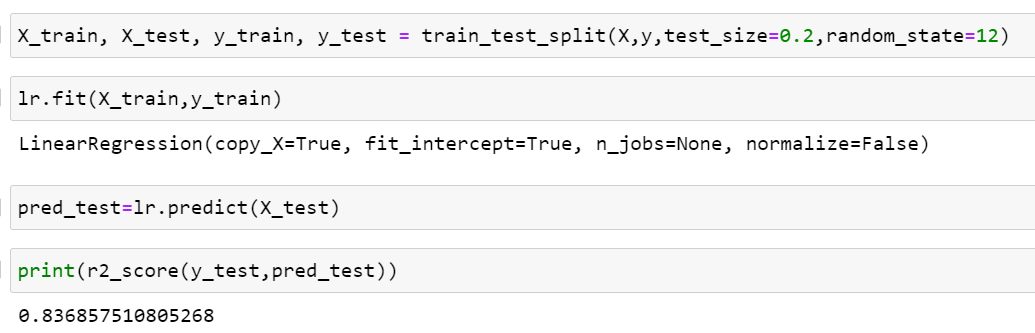 X_train, X_test, y_train, y_test = train_test_split(X,y,test_size=0.2,random_state=12)
lr.fit(X_train,y_train)
LinearRegression(copy_X=True, fit_intercept=True, n_jobs=None, normalize=False)
pred_test=lr.predict(X_test)
print(r2_score(y_test,pred_test))
0.836857510805268